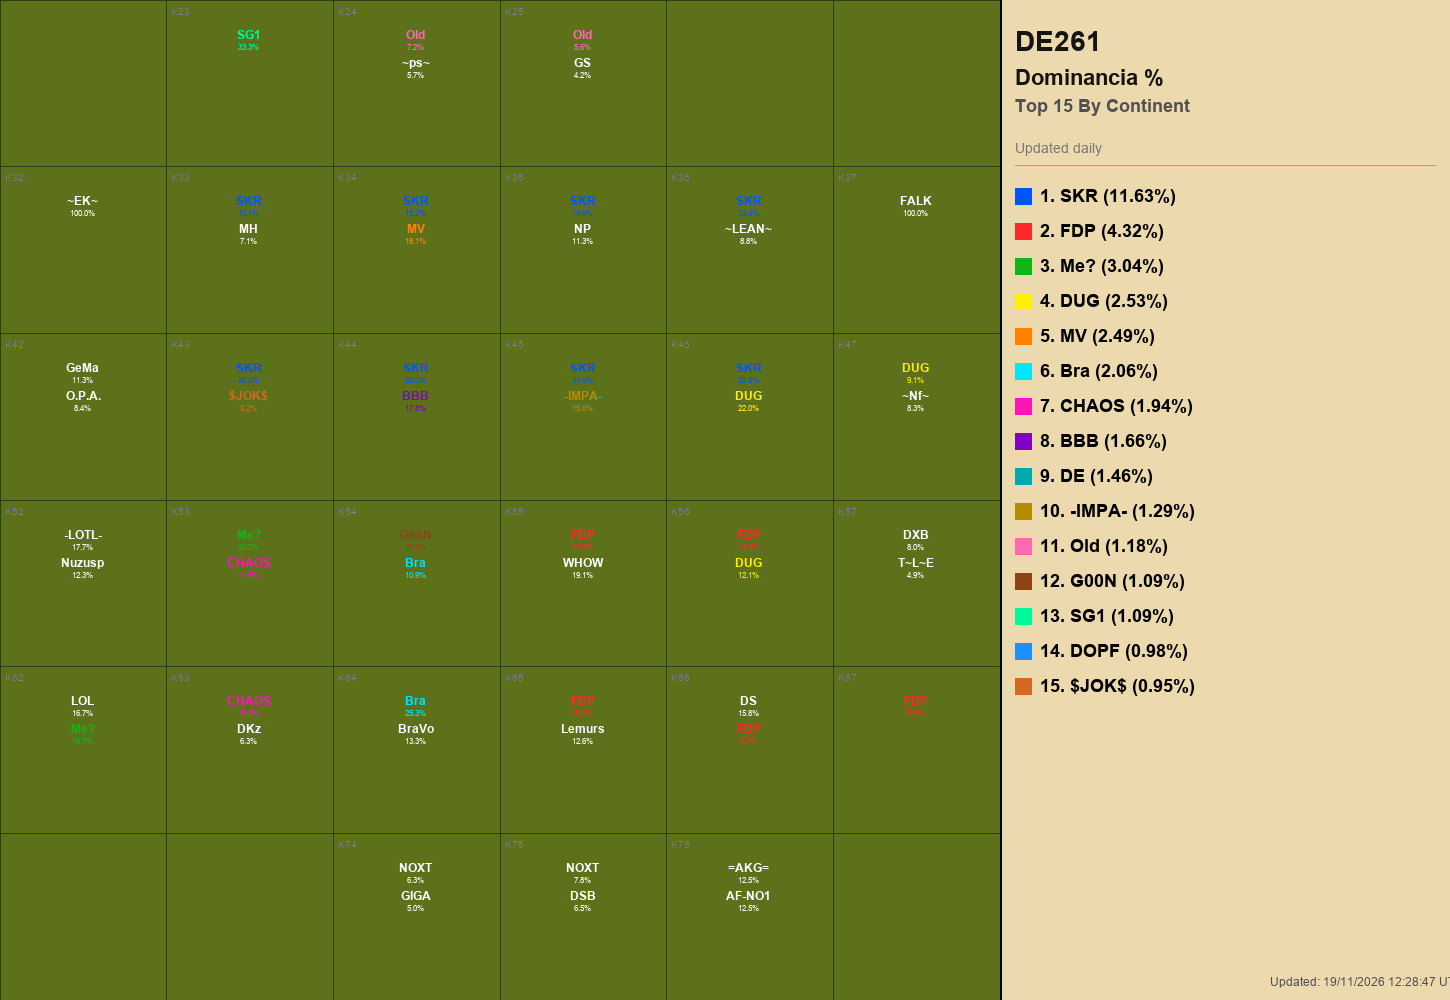 K23 K24 K25
SG1 Old Old
33.3% 7.2% 5.6%
~ps~ GS
5.7% 4.2%
K32 K33 K34 K35 K36 K37
~EK~ SKR SKR SKR SKR FALK
100.0% 100.0%
MH MV NP ~LEAN~
7.1% 18.1% 11.3% 8.8%
K42 K43 K44 K45 K46 K47
GeMa SKR SKR SKR SKR DUG
11.3% 9.1%
O.P.A. $JOK$ BBB -IMPA- DUG ~Nf~
8.4% 9.2% 17.8% 15.6% 22.0% 8.3%
K52 K53 K54 K55 K56 K57
-LOTL- Me? G00N FDP FDP DXB
17.7% 8.0%
Nuzusp CHAOS Bra WHOW DUG T~L~E
12.3% 10.9% 19.1% 12.1% 4.9%
K62 K63 K64 K65 K66 K67
LOL CHAOS Bra FDP DS FDP
16.7% 25.3% 15.8%
Me? DKz BraVo Lemurs FDP
6.3% 13.3% 12.6%
K74 K75 K76
NOXT NOXT =AKG=
6.3% 7.8% 12.5%
GIGA DSB AF-NO1
5.0% 6.5% 12.5%
DE261
Dominancia %
Top 15 By Continent
Updated daily
1. SKR (11.63%)
2. FDP (4.32%)
3. Me? (3.04%)
4. DUG (2.53%)
5. MV (2.49%)
6. Bra (2.06%)
7. CHAOS (1.94%)
8. BBB (1.66%)
9. DE (1.46%)
10. -IMPA- (1.29%)
11. Old (1.18%)
12. G00N (1.09%)
13. SG1 (1.09%)
14. DOPF (0.98%)
15. $JOK$ (0.95%)
Updated: 19/11/2026 12:28:47